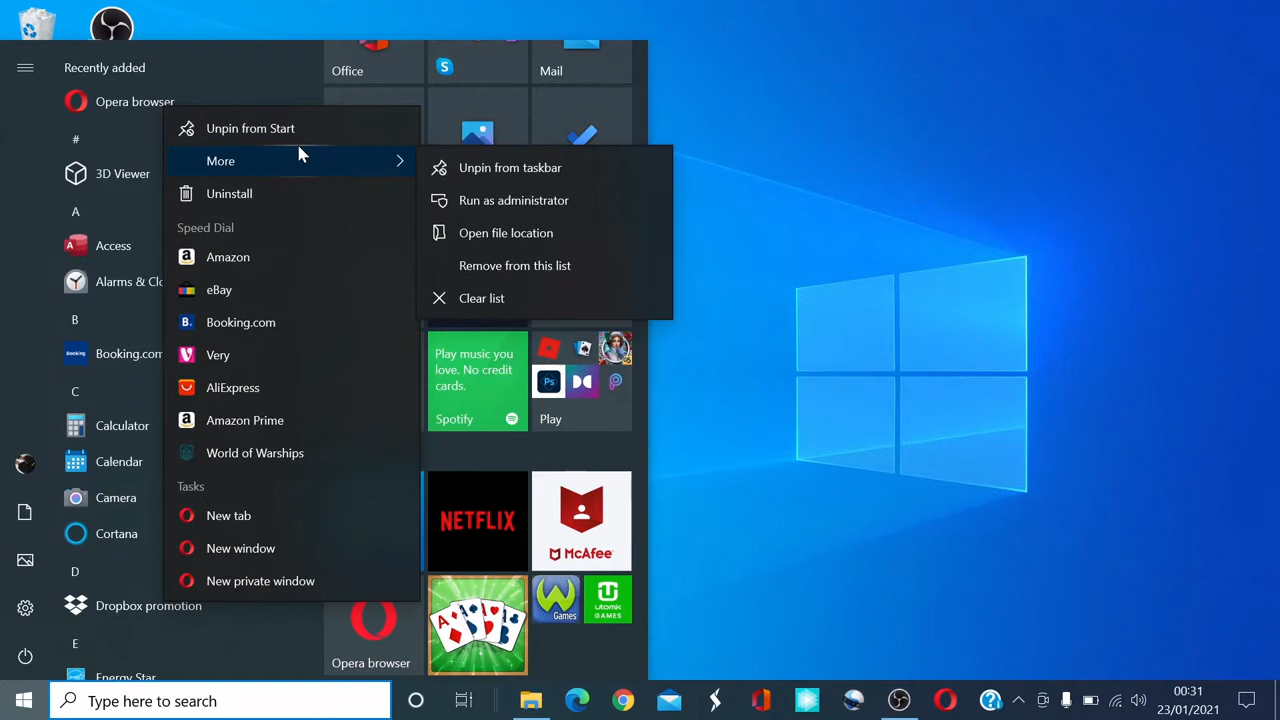 Recently added
Opera browser
#
3D Viewer
A
Access
Alarms & Clo
B
Booking.com
C
Calculator
Calendar
Camera
Cortana
D
Dropbox promotion
E
Energy Star
Unpin from Start
More
Uninstall
Speed Dial
Amazon
eBay
Booking.com
Very
AliExpress
Amazon Prime
World of Warships
Tasks
New tab
New window
New private window
Unpin from taskbar
Run as administrator
Open file location
Remove from this list
Clear list
Office
Mail
Play music you
love. No credit
cards.
Spotify
Ps
Play
NETFLIX
McAfee
W
Games
utomik
GAMES
Opera browser
Type here to search
00:31
23/01/2021